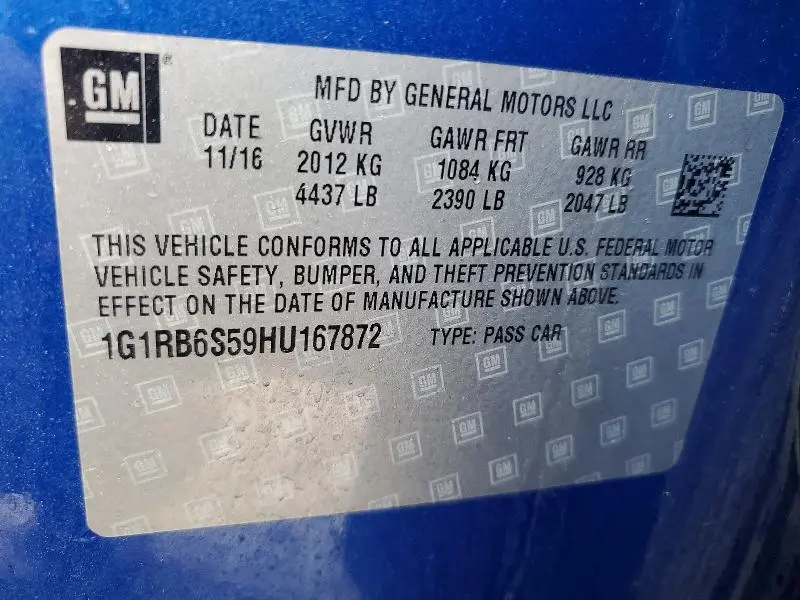 GM
MFD BY GENERAL MOTORS LLC
DATE GVWR GAWR FRT GAWR RR
11/16 2012 KG 1084 KG 928 KG
4437 LB 2390 LB 2047 LB
THIS VEHICLE CONFORMS TO ALL APPLICABLE U.S. FEDERAL MOTOR
VEHICLE SAFETY, BUMPER, AND THEFT PREVENTION STANDARDS IN
EFFECT ON THE DATE OF MANUFACTURE SHOWN ABOVE.
1G1RB6S59HU167872 TYPE: PASS CAR